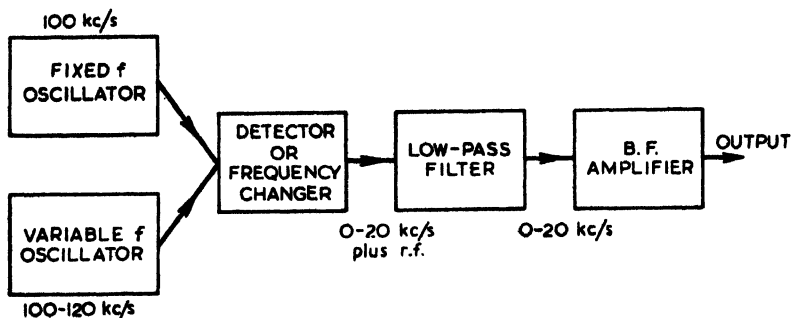 100 kc/s
FIXED f
OSCILLATOR
VARIABLE f
OSCILLATOR
100-120 kc/s
DETECTOR
OR
FREQUENCY
CHANGER
0-20 kc/s
plus r.f.
LOW-PASS
FILTER
0-20 kc/s
B.F.
AMPLIFIER
OUTPUT